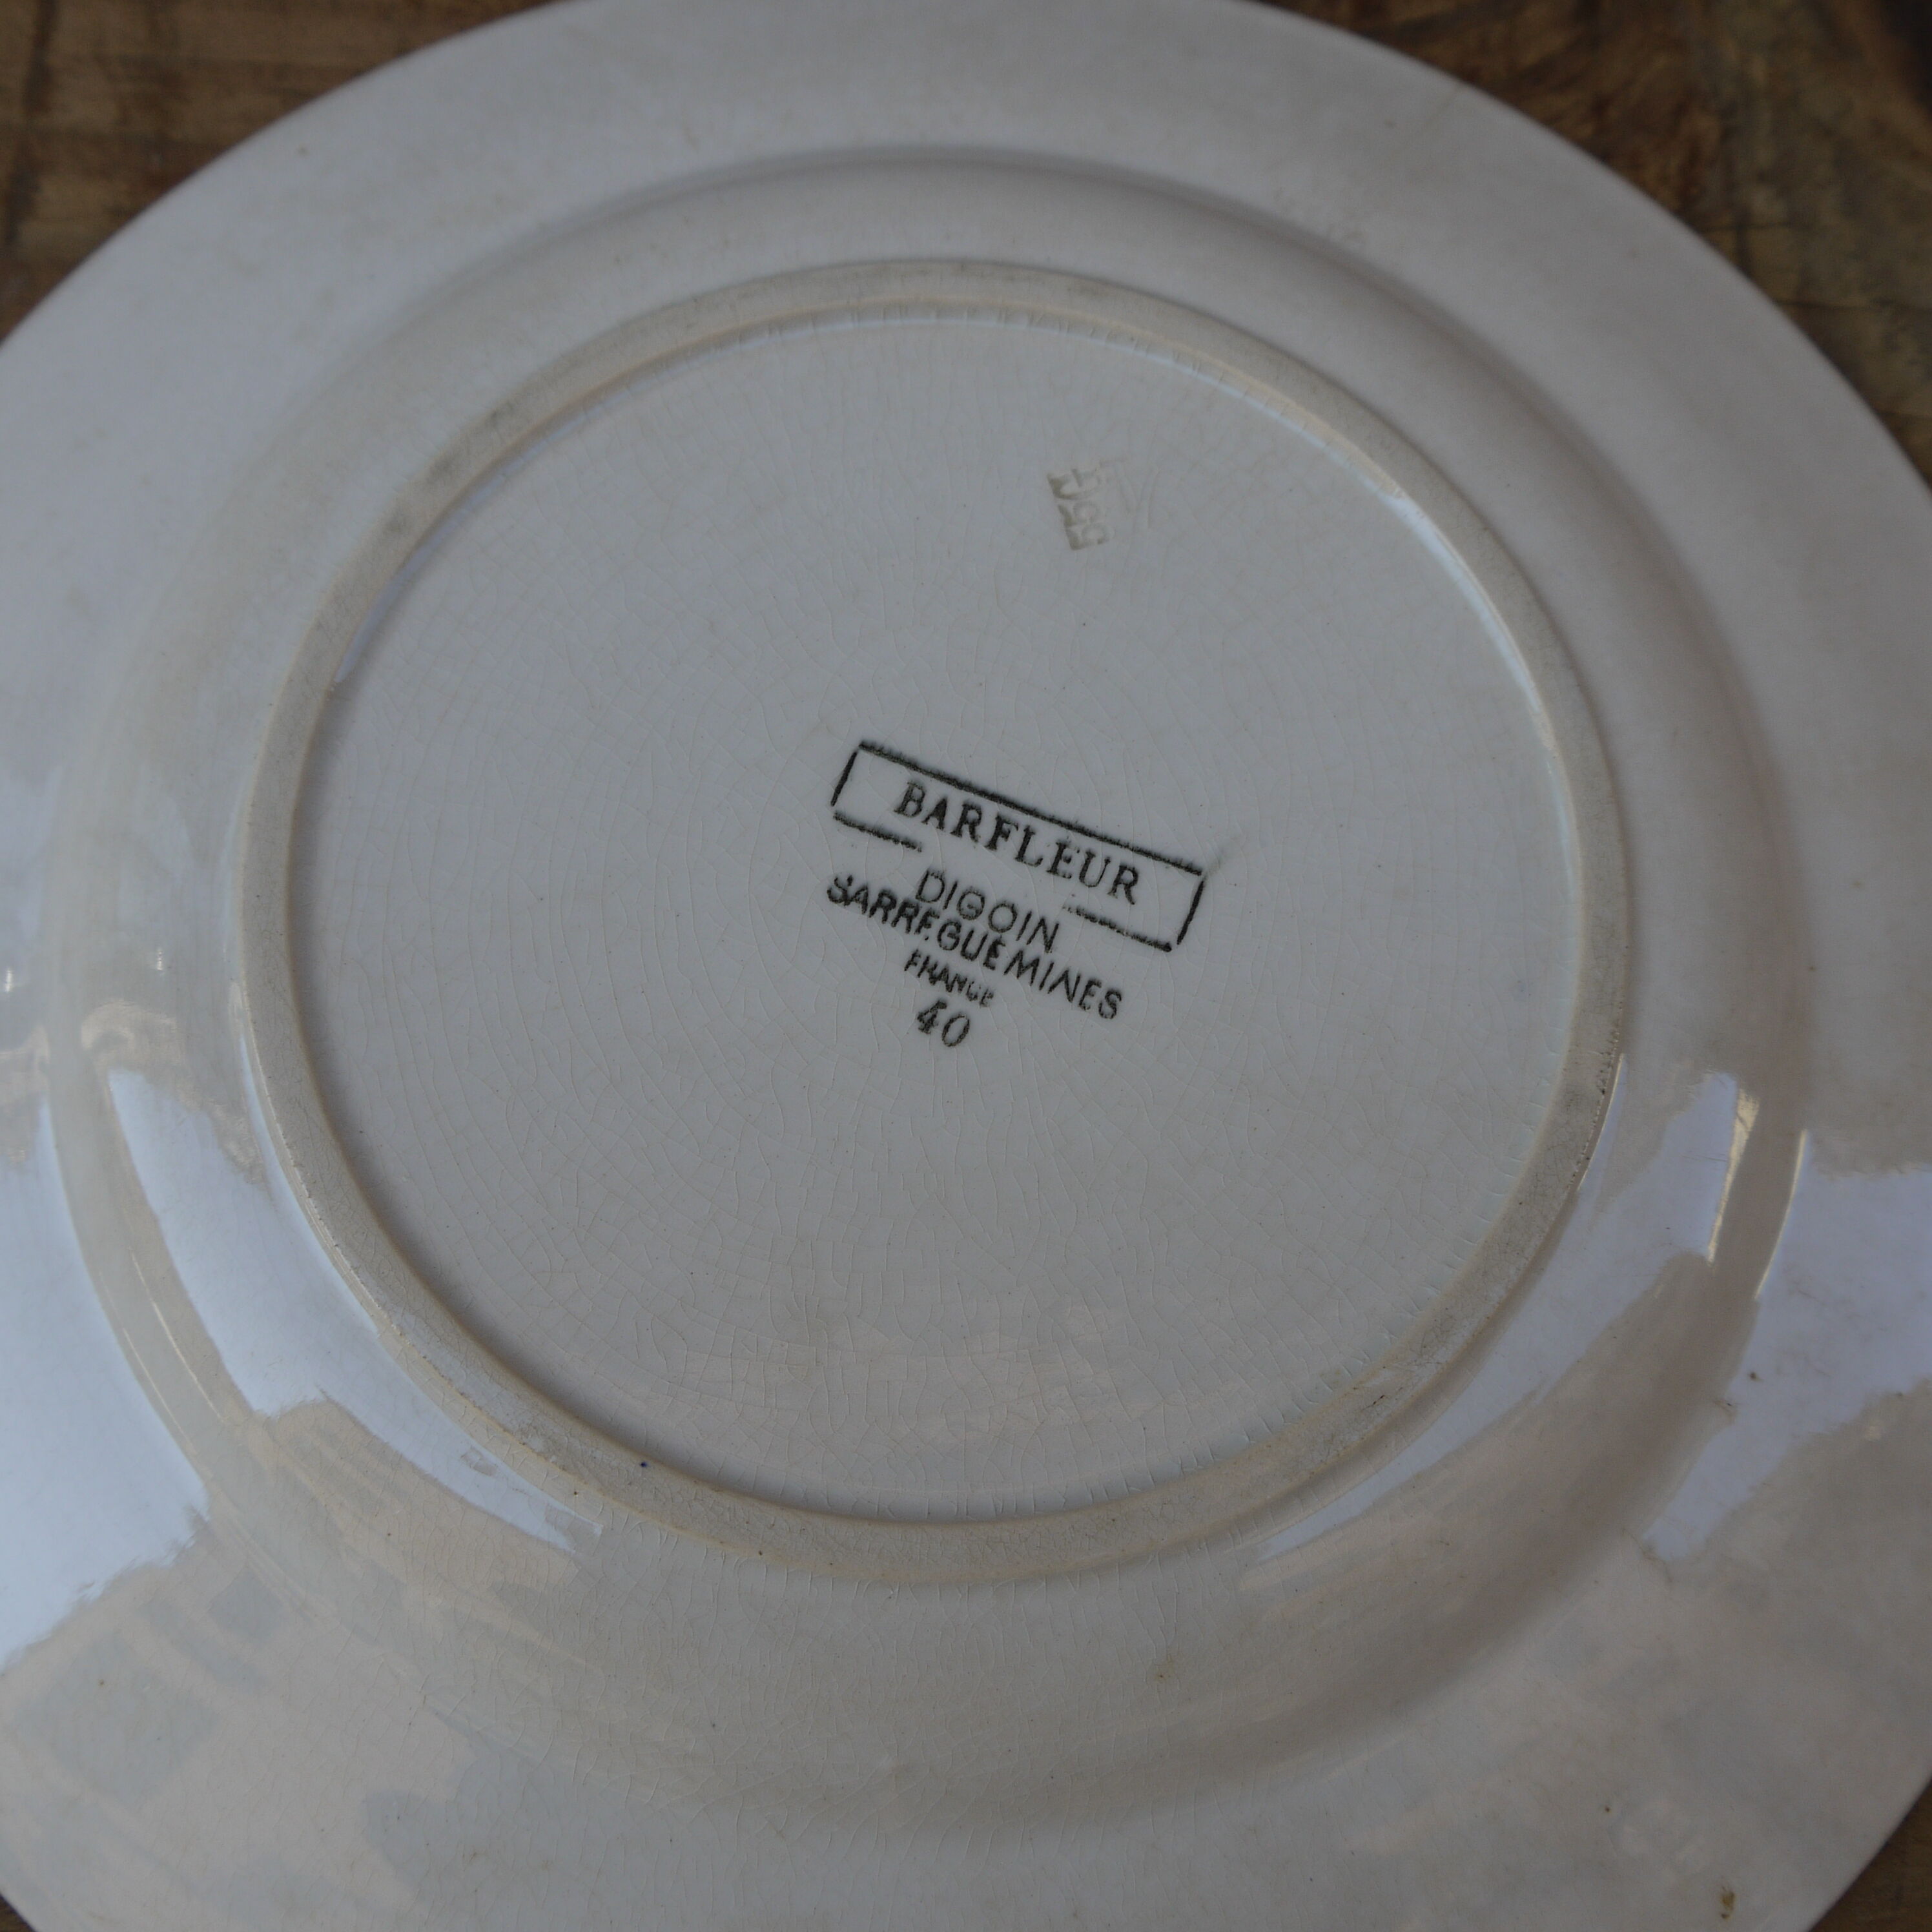 BARFLEUR
DIGOIN
SARREGUEMINES
FRANCE
40